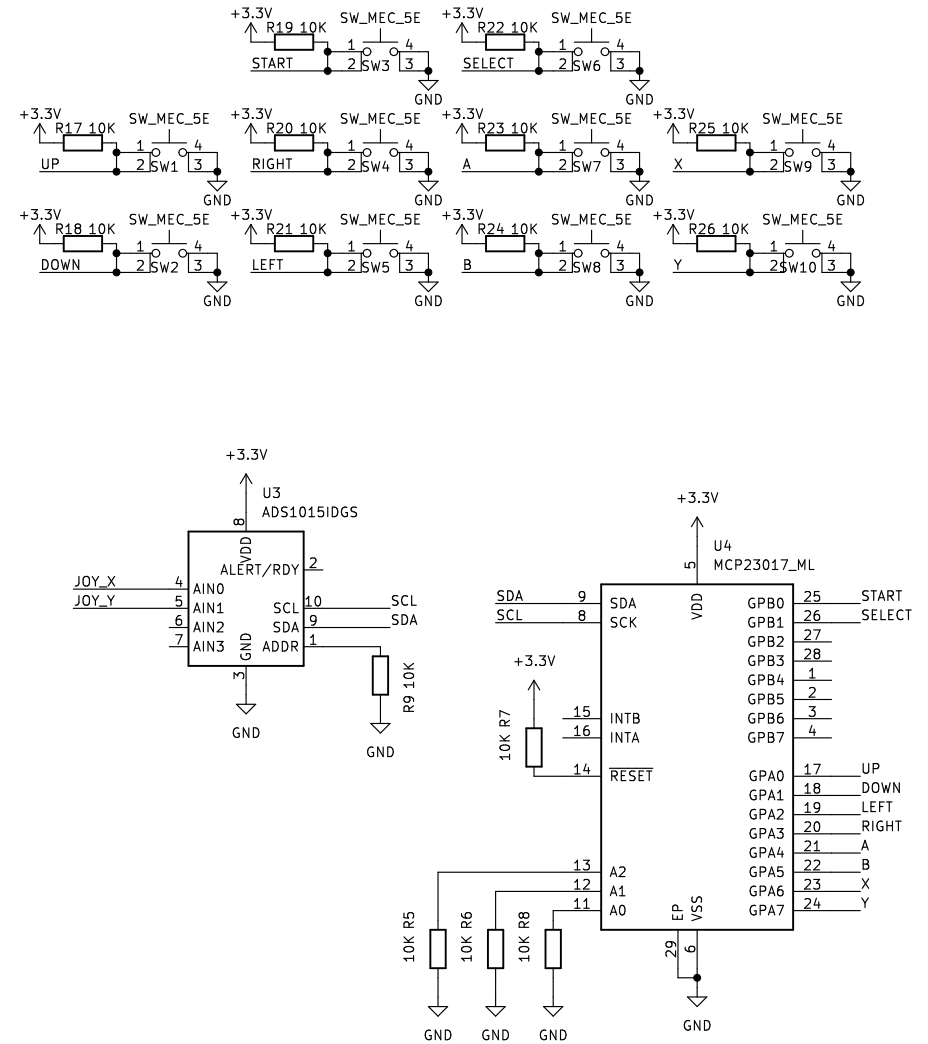 +3.3V SW_MEC_5E +3.3V SW_MEC_5E
R19 10K R22 10K
1 4 1 4
START 2 SW3 3 SELECT 2 SW6 3
GND GND
+3.3V SW_MEC_5E +3.3V SW_MEC_5E +3.3V SW_MEC_5E +3.3V SW_MEC_5E
R17 10K R20 10K R23 10K R25 10K
1 4 1 4 1 4 1 4
UP 2 SW1 3 RIGHT 2 SW4 3 A 2 SW7 3 X 2 SW9 3
GND GND GND GND
+3.3V SW_MEC_5E +3.3V SW_MEC_5E +3.3V SW_MEC_5E +3.3V SW_MEC_5E
R18 10K R21 10K R24 10K R26 10K
1 4 1 4 1 4 1 4
DOWN 2 SW2 3 LEFT 2 SW5 3 B 2 SW8 3 Y 2 SW10 3
GND GND GND GND
+3.3V
U3
ADS1015IDGS
8
VDD
ALERT/RDY 2
JOY_X 4 AIN0
JOY_Y 5 AIN1 SCL 10 SCL
6 AIN2 SDA 9 SDA
7 AIN3 GND ADDR 1
3
R9 10K
GND
GND
+3.3V
U4
MCP23017_ML
5
VDD
SDA 9 SDA GPB0 25 START
SCL 8 SCK GPB1 26 SELECT
GPB2 27
GPB3 28
+3.3V
GPB4 1
GPB5 2
15 INTB GPB6 3
16 INTA GPB7 4
10K R7
14 RESET GPA0 17 UP
GPA1 18 DOWN
GPA2 19 LEFT
GPA3 20 RIGHT
GPA4 21 A
13 A2 GPA5 22 B
12 A1 GPA6 23 X
11 A0 GPA7 24 Y
EP VSS
10K R5 10K R6 10K R8
29 6
GND GND GND
GND